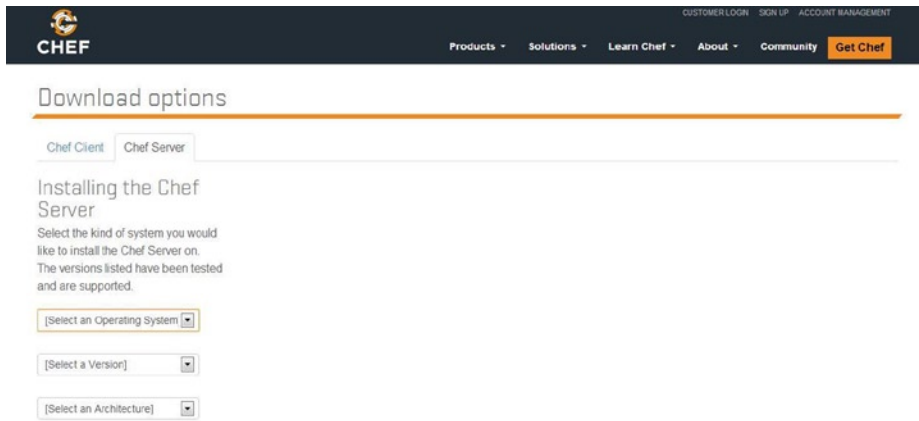 CUSTOMER LOGIN SIGN UP ACCOUNT MANAGEMENT
CHEF
Products Solutions Learn Chef About Community Get Chef
Download options
Chef Client Chef Server
Installing the Chef
Server
Select the kind of system you would
like to install the Chef Server on.
The versions listed have been tested
and are supported.
[Select an Operating System
[Select a Version]
[Select an Architecture]